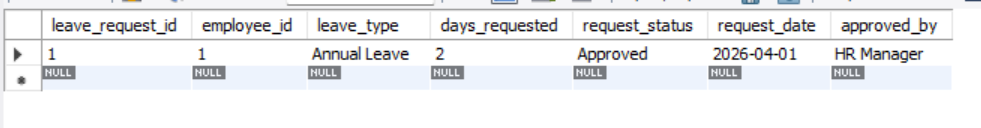 leave_request_id employee_id leave_type days_requested request_status request_date approved_by
1 1 Annual Leave 2 Approved 2026-04-01 HR Manager
NULL NULL NULL NULL NULL NULL NULL